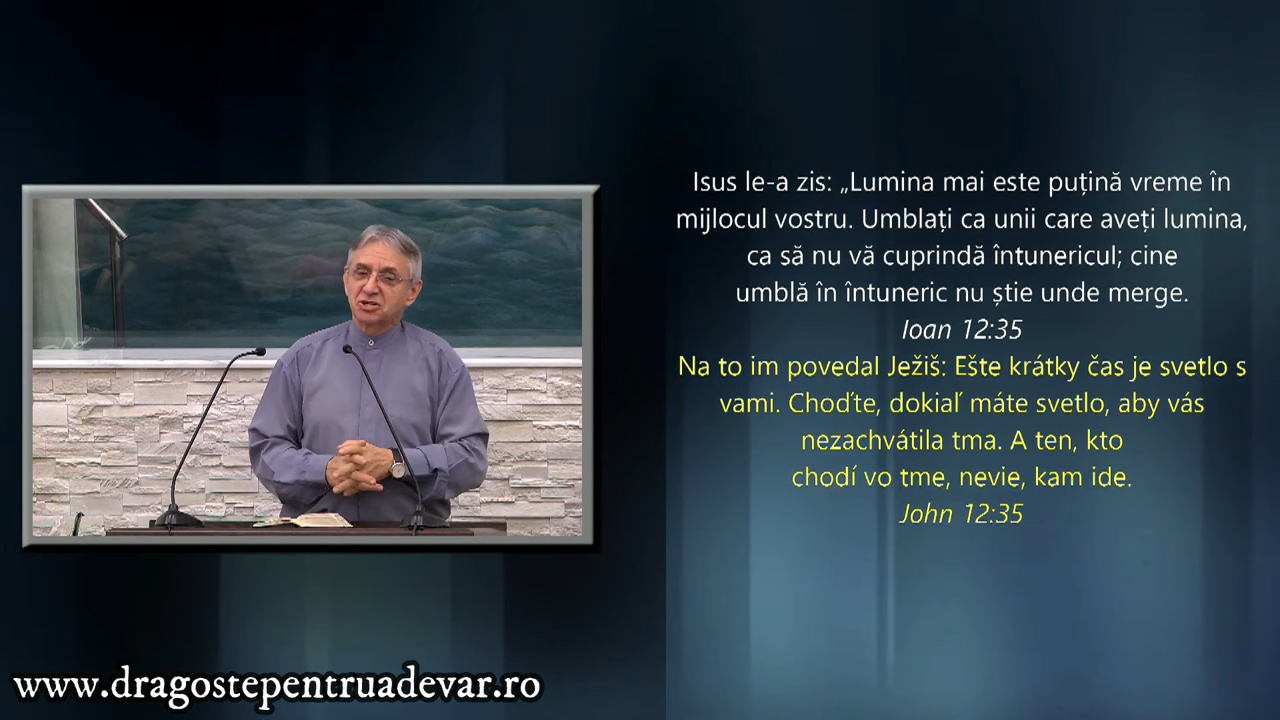 Isus le-a zis: „Lumina mai este puțină vreme în
mijlocul vostru. Umblați ca unii care aveți lumina,
ca să nu vă cuprindă întunericul; cine
umblă în întuneric nu știe unde merge.
Ioan 12:35
Na to im povedal Ježiš: Ešte krátky čas je svetlo s
vami. Choďte, dokiaľ máte svetlo, aby vás
nezachvátila tma. A ten, kto
chodí vo tme, nevie, kam ide.
John 12:35
www.dragostepentruadevar.ro